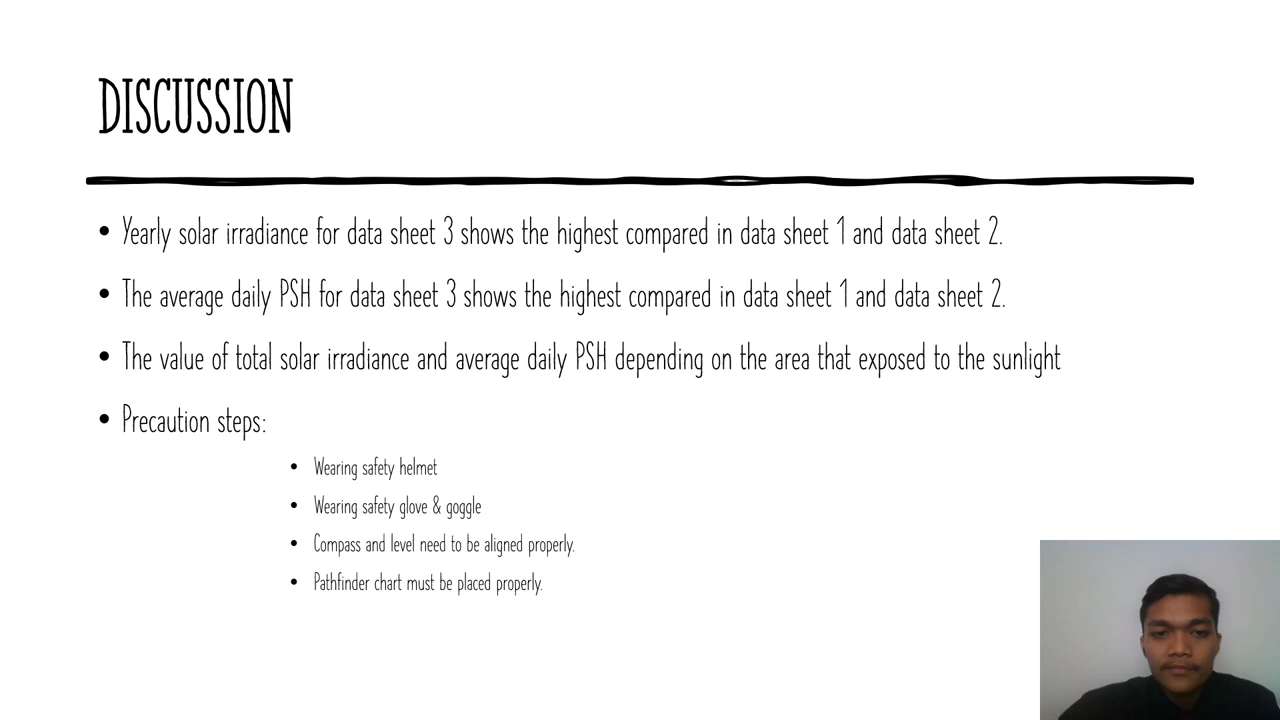 DISCUSSION
• Yearly solar irradiance for data sheet 3 shows the highest compared in data sheet 1 and data sheet 2.
• The average daily PSH for data sheet 3 shows the highest compared in data sheet 1 and data sheet 2.
• The value of total solar irradiance and average daily PSH depending on the area that exposed to the sunlight
• Precaution steps:
• Wearing safety helmet
• Wearing safety glove & goggle
• Compass and level need to be aligned properly.
• Pathfinder chart must be placed properly.